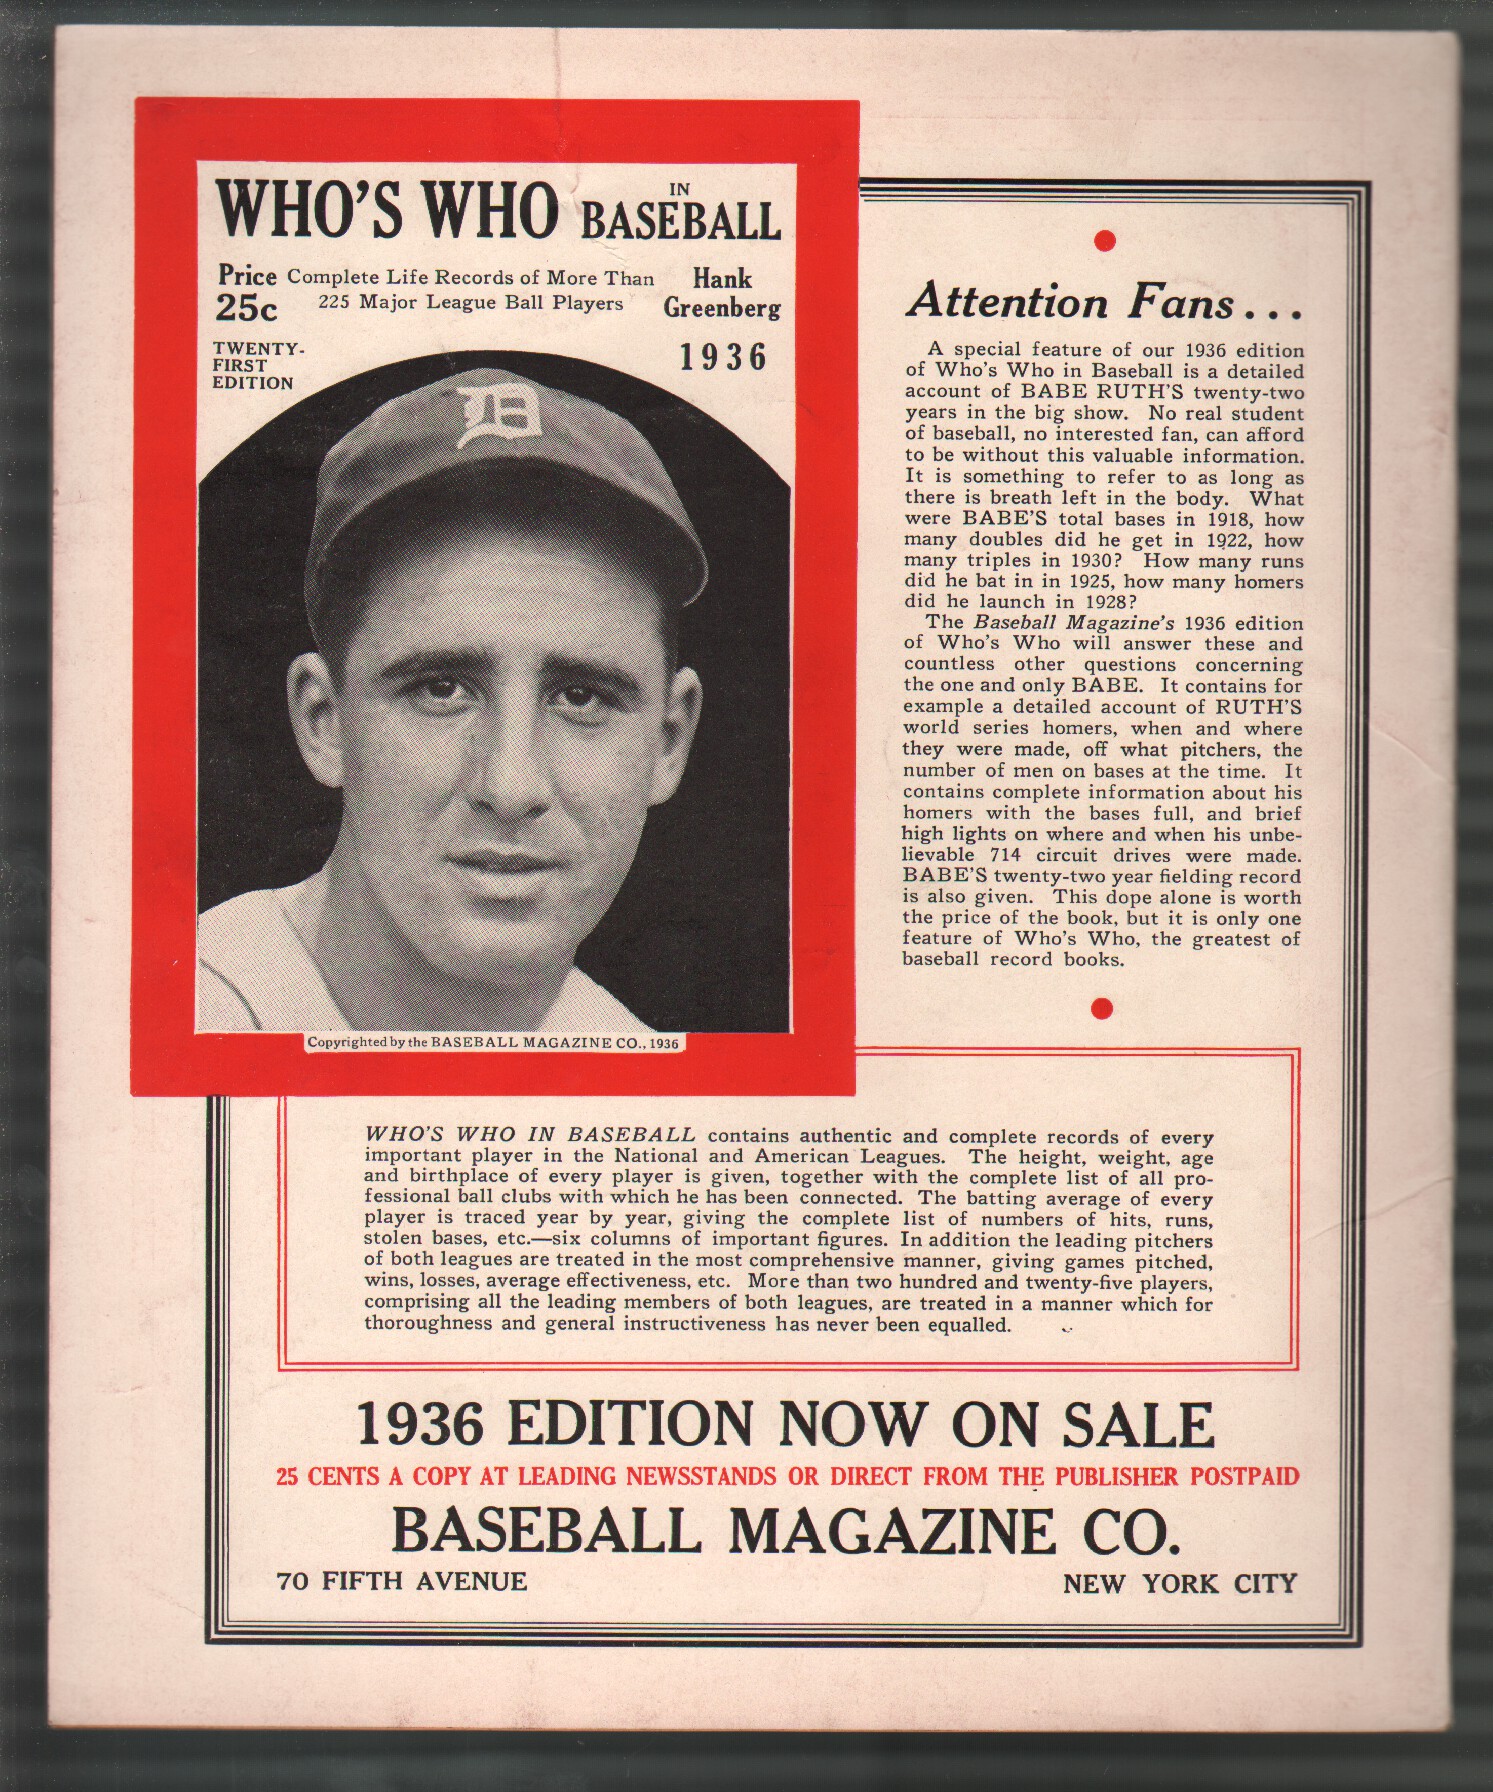 WHO'S WHO IN BASEBALL
Price 25c
Complete Life Records of More Than
225 Major League Ball Players
Hank
Greenberg
TWENTY-
FIRST
EDITION
1936
D
Copyrighted by the BASEBALL MAGAZINE CO., 1936
Attention Fans...
A special feature of our 1936 edition
of Who's Who in Baseball is a detailed
account of BABE RUTH'S twenty-two
years in the big show. No real student
of baseball, no interested fan, can afford
to be without this valuable information.
It is something to refer to as long as
there is breath left in the body. What
were BABE'S total bases in 1918, how
many doubles did he get in 1922, how
many triples in 1930? How many runs
did he bat in in 1925, how many homers
did he launch in 1928?
The Baseball Magazine's 1936 edition
of Who's Who will answer these and
countless other questions concerning
the one and only BABE. It contains for
example a detailed account of RUTH'S
world series homers, when and where
they were made, off what pitchers, the
number of men on bases at the time. It
contains complete information about his
homers with the bases full, and brief
high lights on where and when his unbe-
lievable 714 circuit drives were made.
BABE'S twenty-two year fielding record
is also given. This dope alone is worth
the price of the book, but it is only one
feature of Who's Who, the greatest of
baseball record books.
WHO'S WHO IN BASEBALL contains authentic and complete records of every
important player in the National and American Leagues. The height, weight, age
and birthplace of every player is given, together with the complete list of all pro-
fessional ball clubs with which he has been connected. The batting average of every
player is traced year by year, giving the complete list of numbers of hits, runs,
stolen bases, etc.—six columns of important figures. In addition the leading pitchers
of both leagues are treated in the most comprehensive manner, giving games pitched,
wins, losses, average effectiveness, etc. More than two hundred and twenty-five players,
comprising all the leading members of both leagues, are treated in a manner which for
thoroughness and general instructiveness has never been equalled.
1936 EDITION NOW ON SALE
25 CENTS A COPY AT LEADING NEWSSTANDS OR DIRECT FROM THE PUBLISHER POSTPAID
BASEBALL MAGAZINE CO.
70 FIFTH AVENUE NEW YORK CITY